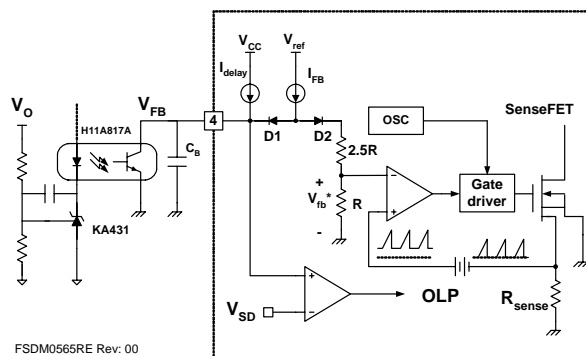 V_CC
V_ref
I_delay
I_FB
V_O
H11A817A
V_FB
4
C_B
D1
D2
2.5R
OSC
SenseFET
+
V_fb*
-
R
-
+
Gate driver
KA431
+
-
V_SD
OLP
R_sense
FSDM0565RE Rev: 00